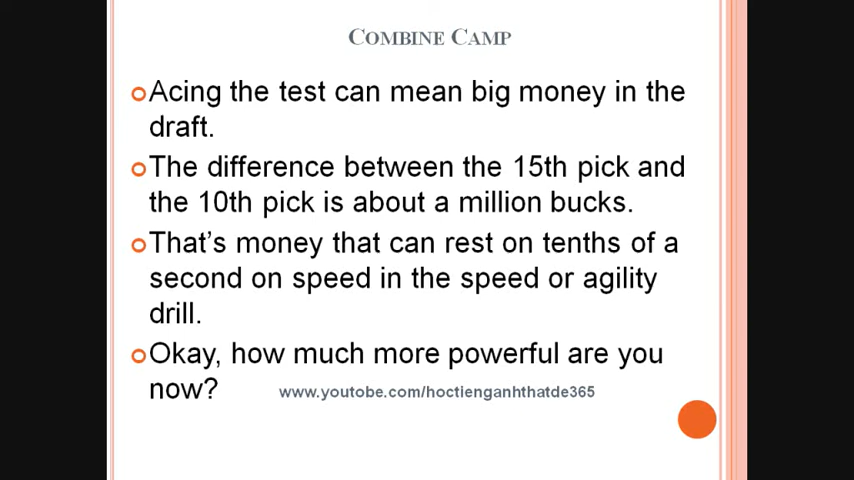 COMBINE CAMP
Acing the test can mean big money in the
draft.
The difference between the 15th pick and
the 10th pick is about a million bucks.
That’s money that can rest on tenths of a
second on speed in the speed or agility
drill.
Okay, how much more powerful are you
now?
www.youtube.com/hoctienganhthatde365